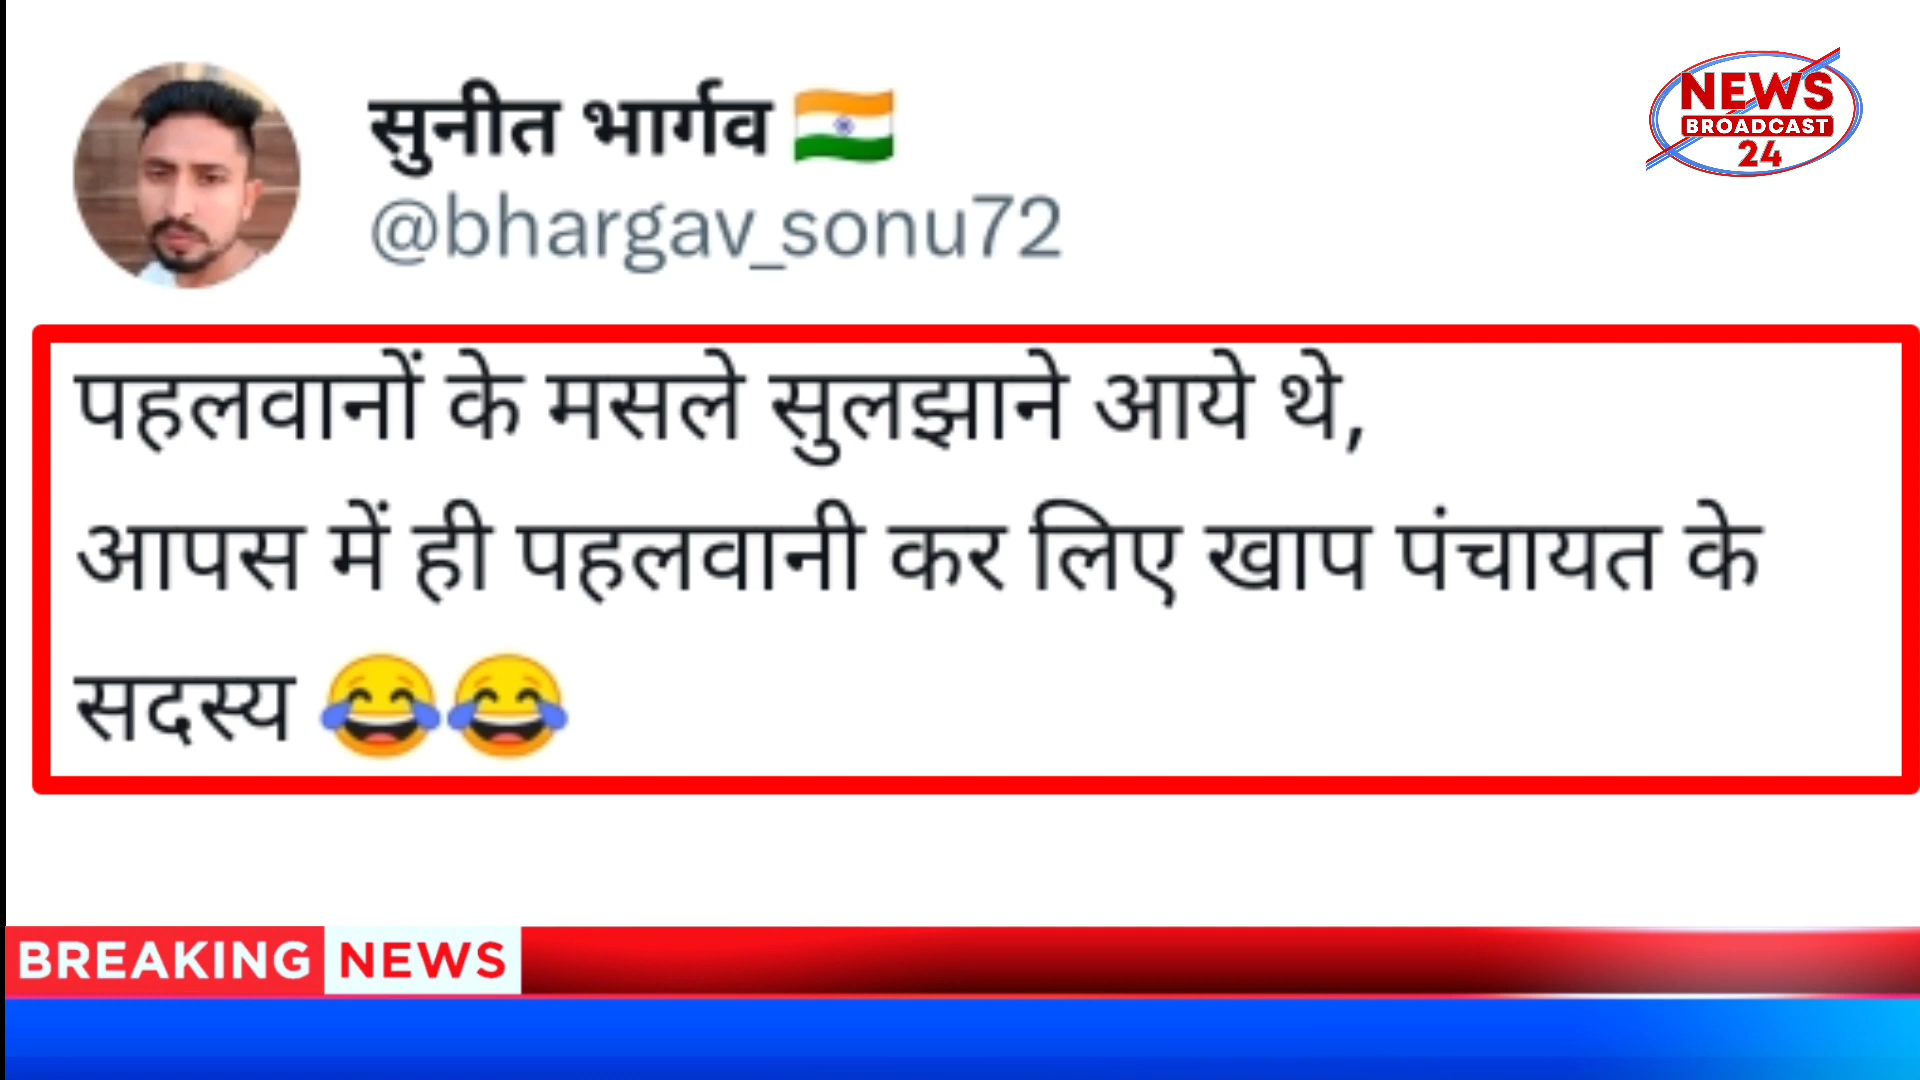 सुनीत भार्गव 🇮🇳
@bhargav_sonu72
NEWS
BROADCAST
24
पहलवानों के मसले सुलझाने आये थे,
आपस में ही पहलवानी कर लिए खाप पंचायत के
सदस्य 😂😂
BREAKING NEWS